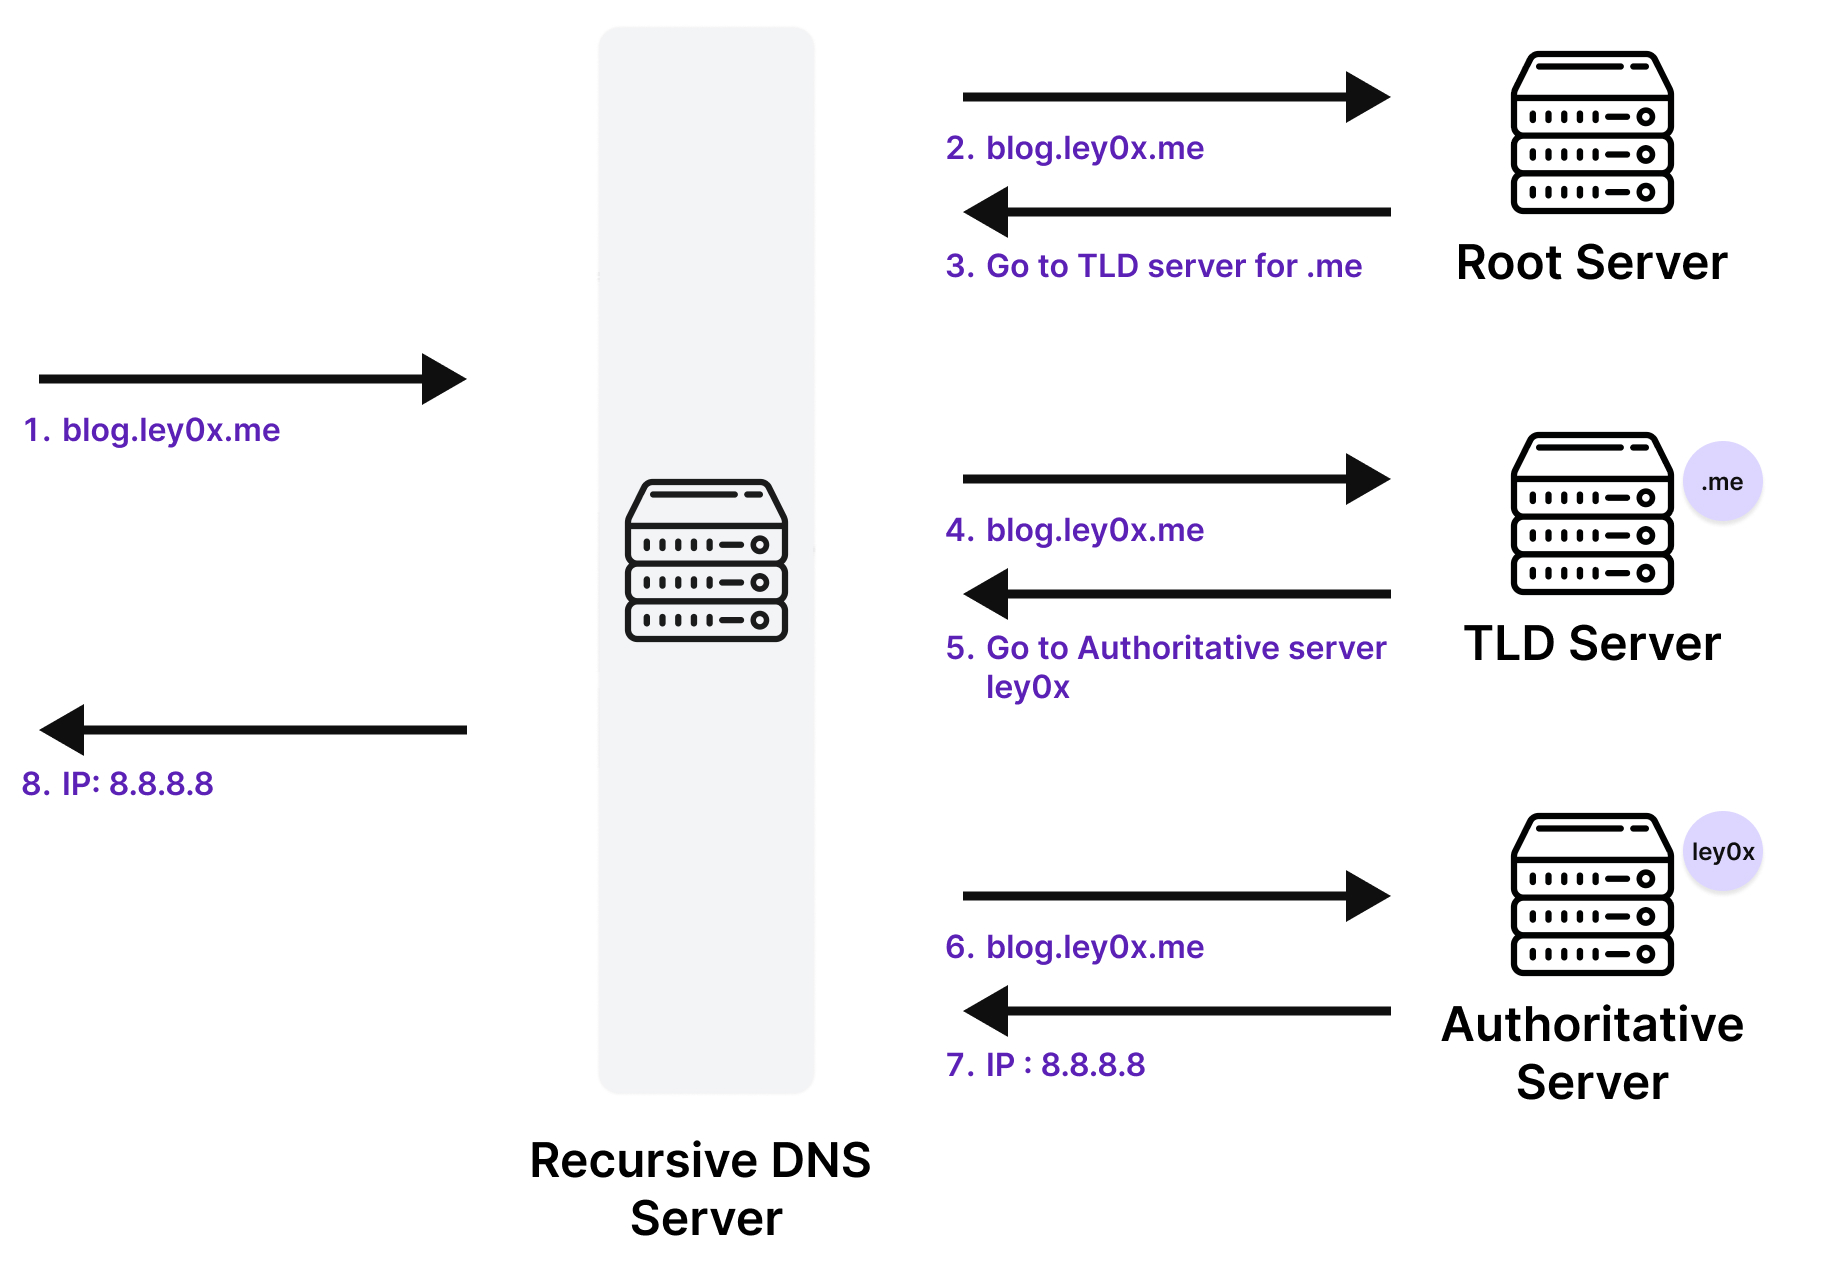 2. blog.ley0x.me
3. Go to TLD server for .me
Root Server
1. blog.ley0x.me
.me
4. blog.ley0x.me
5. Go to Authoritative server
ley0x
TLD Server
8. IP: 8.8.8.8
ley0x
6. blog.ley0x.me
7. IP : 8.8.8.8
Authoritative
Server
Recursive DNS
Server